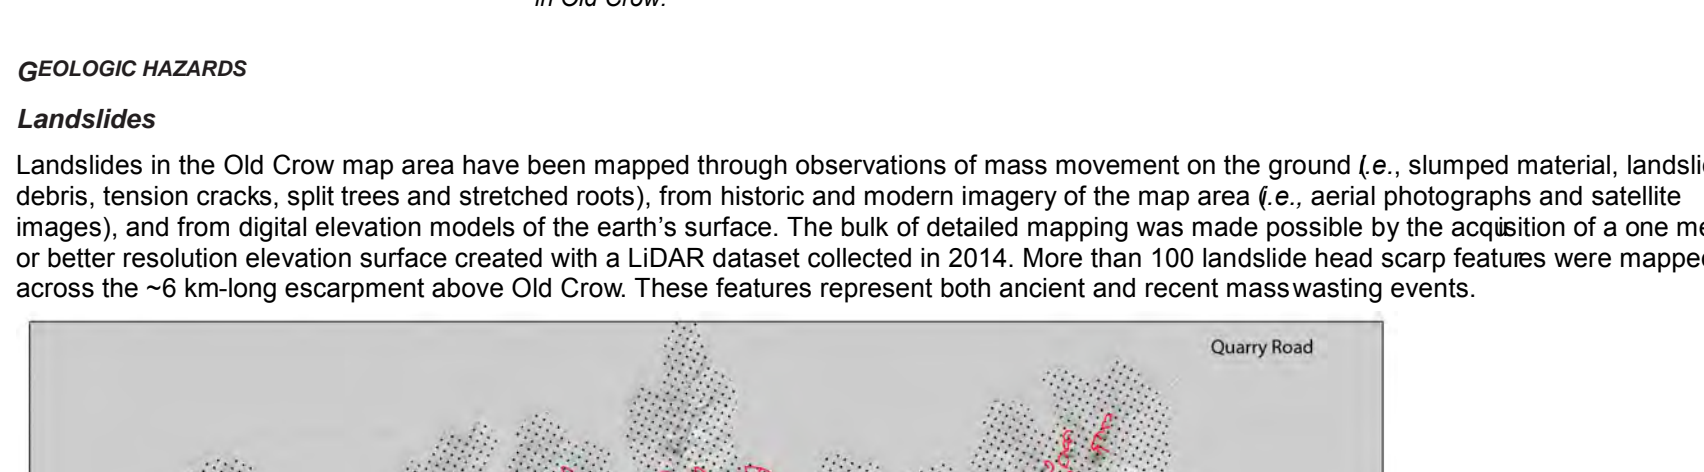 in Old Crow.
GEOLOGIC HAZARDS
Landslides
Landslides in the Old Crow map area have been mapped through observations of mass movement on the ground (i.e., slumped material,
debris, tension cracks, split trees and stretched roots), from historic and modern imagery of the map area (i.e., aerial photographs and satellite
images), and from digital elevation models of the earth's surface. The bulk of detailed mapping was made possible by the acquisition of a one
or better resolution elevation surface created with a LiDAR dataset collected in 2014. More than 100 landslide head scarp features were mapped
across the ~6 km-long escarpment above Old Crow. These features represent both ancient and recent mass wasting events.
Quarry Road